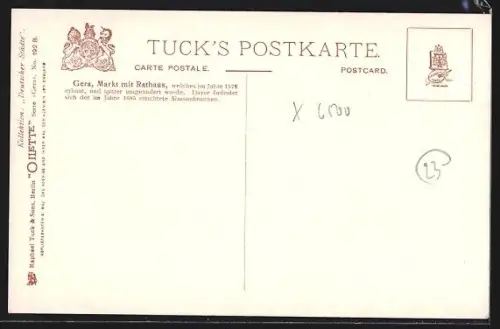 TUCK'S POSTKARTE.
CARTE POSTALE. POSTCARD.
Gera, Markt mit Rathaus, welches im Jahre 1576
erbaut, und später umgeändert wurde. Davor befindet
sich der im Jahre 1685 errichtete Simsonbrunnen.
X 6500
23
Kollektion: „Deutscher Städte".
"OILETTE" Serie «Gera», No. 192 B.
Raphael Tuck & Sons, Berlin